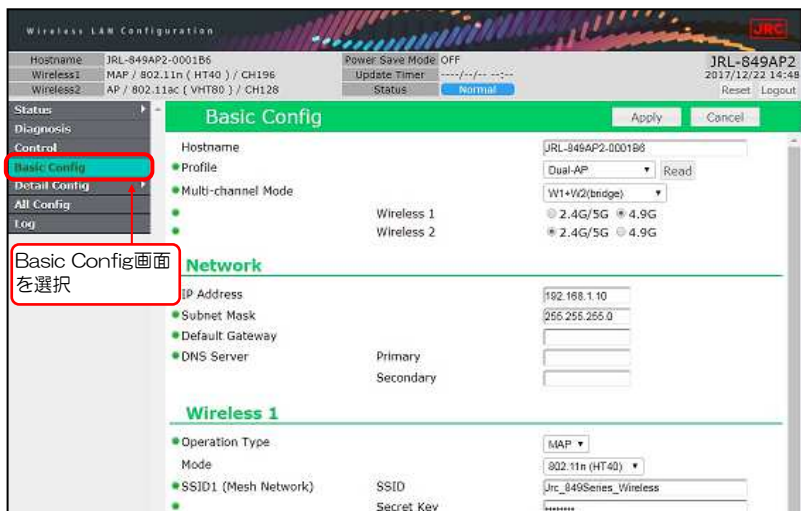 Wireless LAN Configuration
JRC
Hostname JRL-849AP2-0001B6 Power Save Mode OFF JRL-849AP2
Wireless1 MAP / 802.11n ( HT40 ) / CH196 Update Timer ----/--/-- --:-- 2017/12/22 14:48
Wireless2 AP / 802.11ac ( VHT80 ) / CH128 Status Normal Reset Logout
Status
Diagnosis
Control
Basic Config
Detail Config
All Config
Log
Basic Config画面
を選択
Basic Config Apply Cancel
Hostname JRL-849AP2-0001B6
Profile Dual-AP Read
Multi-channel Mode W1+W2(bridge)
Wireless 1 2.4G/5G 4.9G
Wireless 2 2.4G/5G 4.9G
Network
IP Address 192.168.1.10
Subnet Mask 255.255.255.0
Default Gateway
DNS Server Primary
Secondary
Wireless 1
Operation Type MAP
Mode 802.11n (HT40)
SSID1 (Mesh Network) SSID Jrc_849Series_Wireless
Secret Key ••••••••